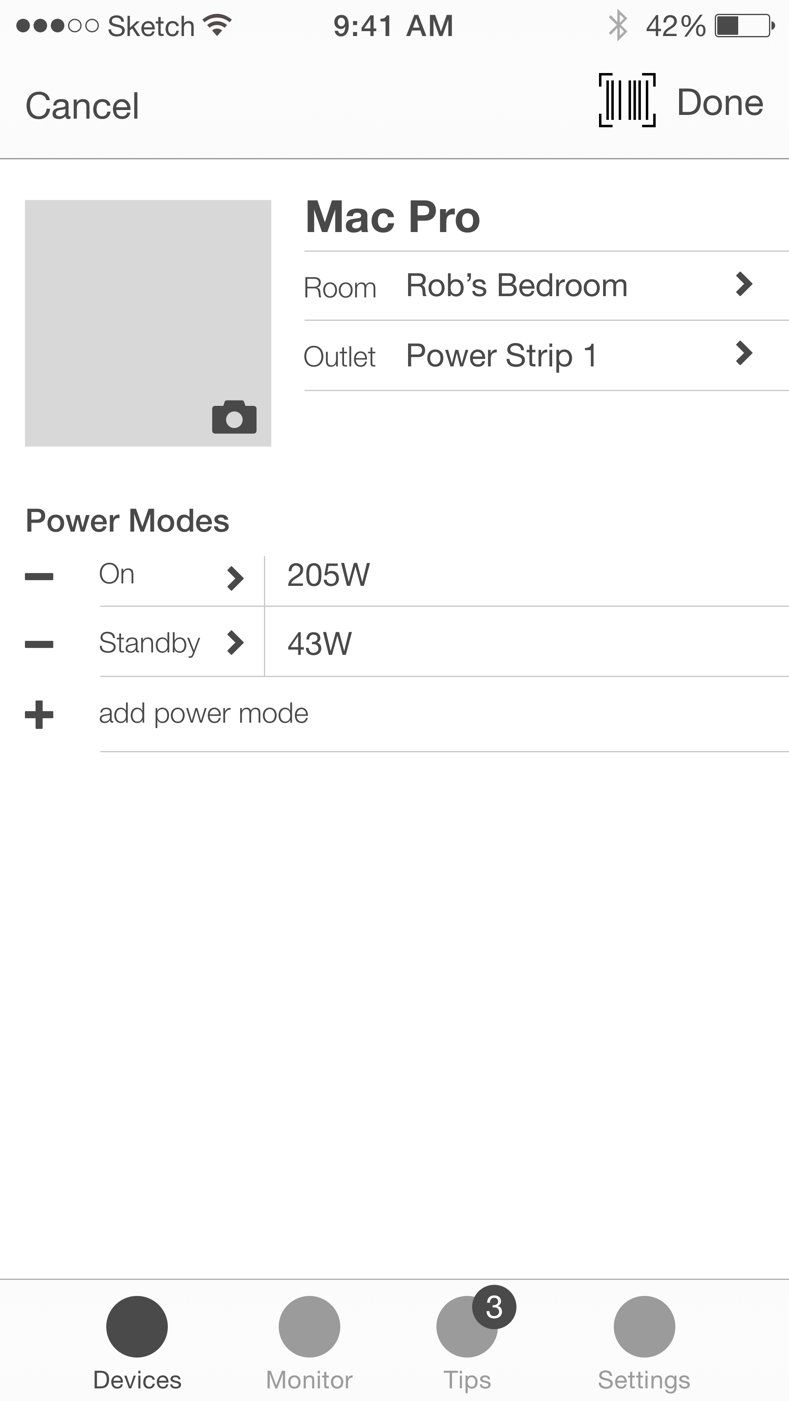 Sketch 9:41 AM 42%
Cancel Done
Mac Pro
Room Rob’s Bedroom
Outlet Power Strip 1
Power Modes
On 205W
Standby 43W
add power mode
3
Devices Monitor Tips Settings